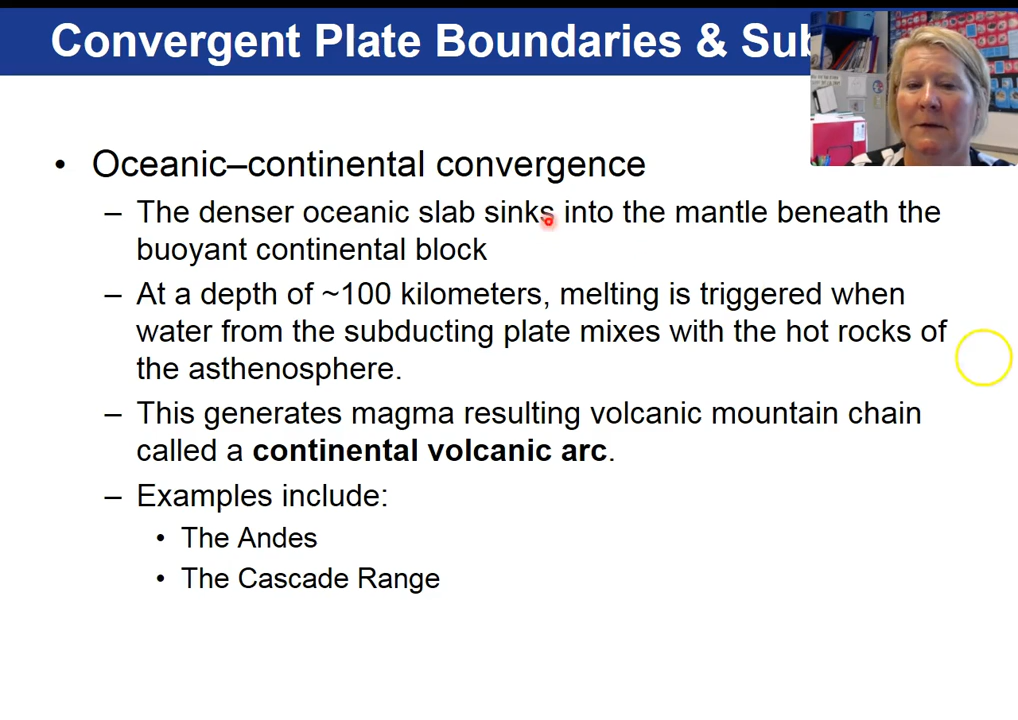 Convergent Plate Boundaries & Sub
• Oceanic–continental convergence
– The denser oceanic slab sinks into the mantle beneath the
buoyant continental block
– At a depth of ~100 kilometers, melting is triggered when
water from the subducting plate mixes with the hot rocks of
the asthenosphere.
– This generates magma resulting volcanic mountain chain
called a continental volcanic arc.
– Examples include:
• The Andes
• The Cascade Range